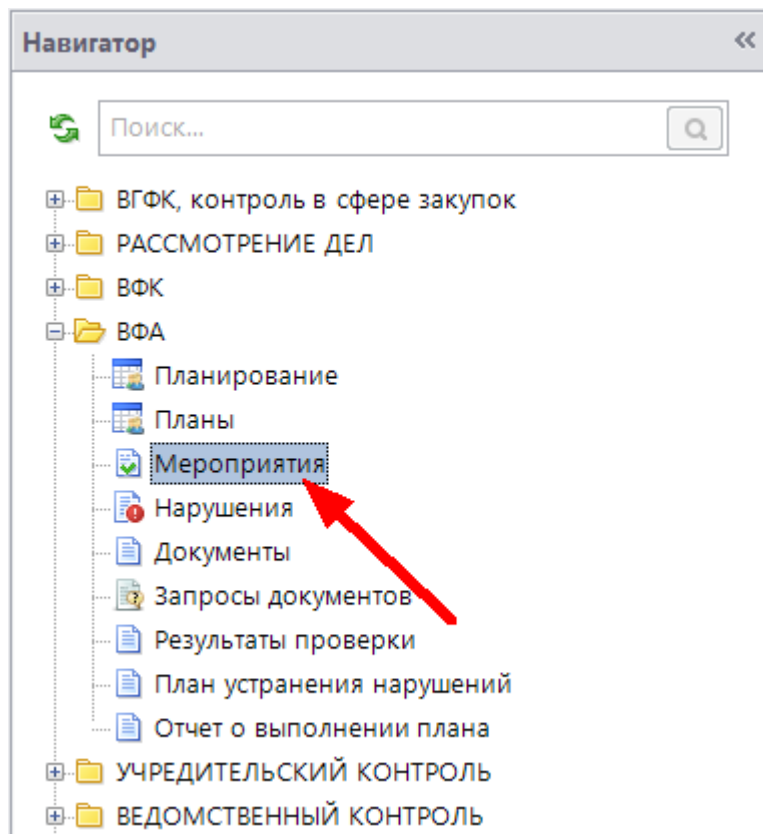 Навигатор
Поиск...
ВГФК, контроль в сфере закупок
РАССМОТРЕНИЕ ДЕЛ
ВФК
ВФА
Планирование
Планы
Мероприятия
Нарушения
Документы
Запросы документов
Результаты проверки
План устранения нарушений
Отчет о выполнении плана
УЧРЕДИТЕЛЬСКИЙ КОНТРОЛЬ
ВЕДОМСТВЕННЫЙ КОНТРОЛЬ